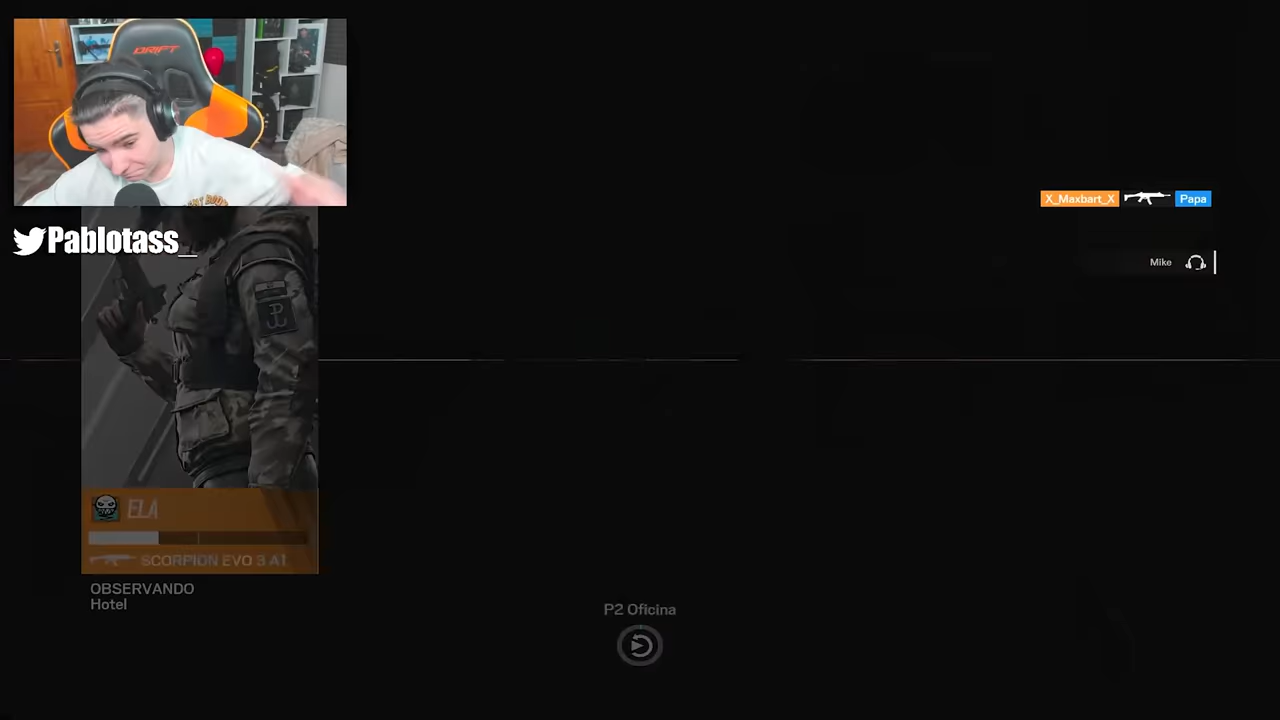 DRIFT
Pablotass_
X_Maxbart_X Papa
Mike
ELA
SCORPION EVO 3 A1
OBSERVANDO
Hotel
P2 Oficina